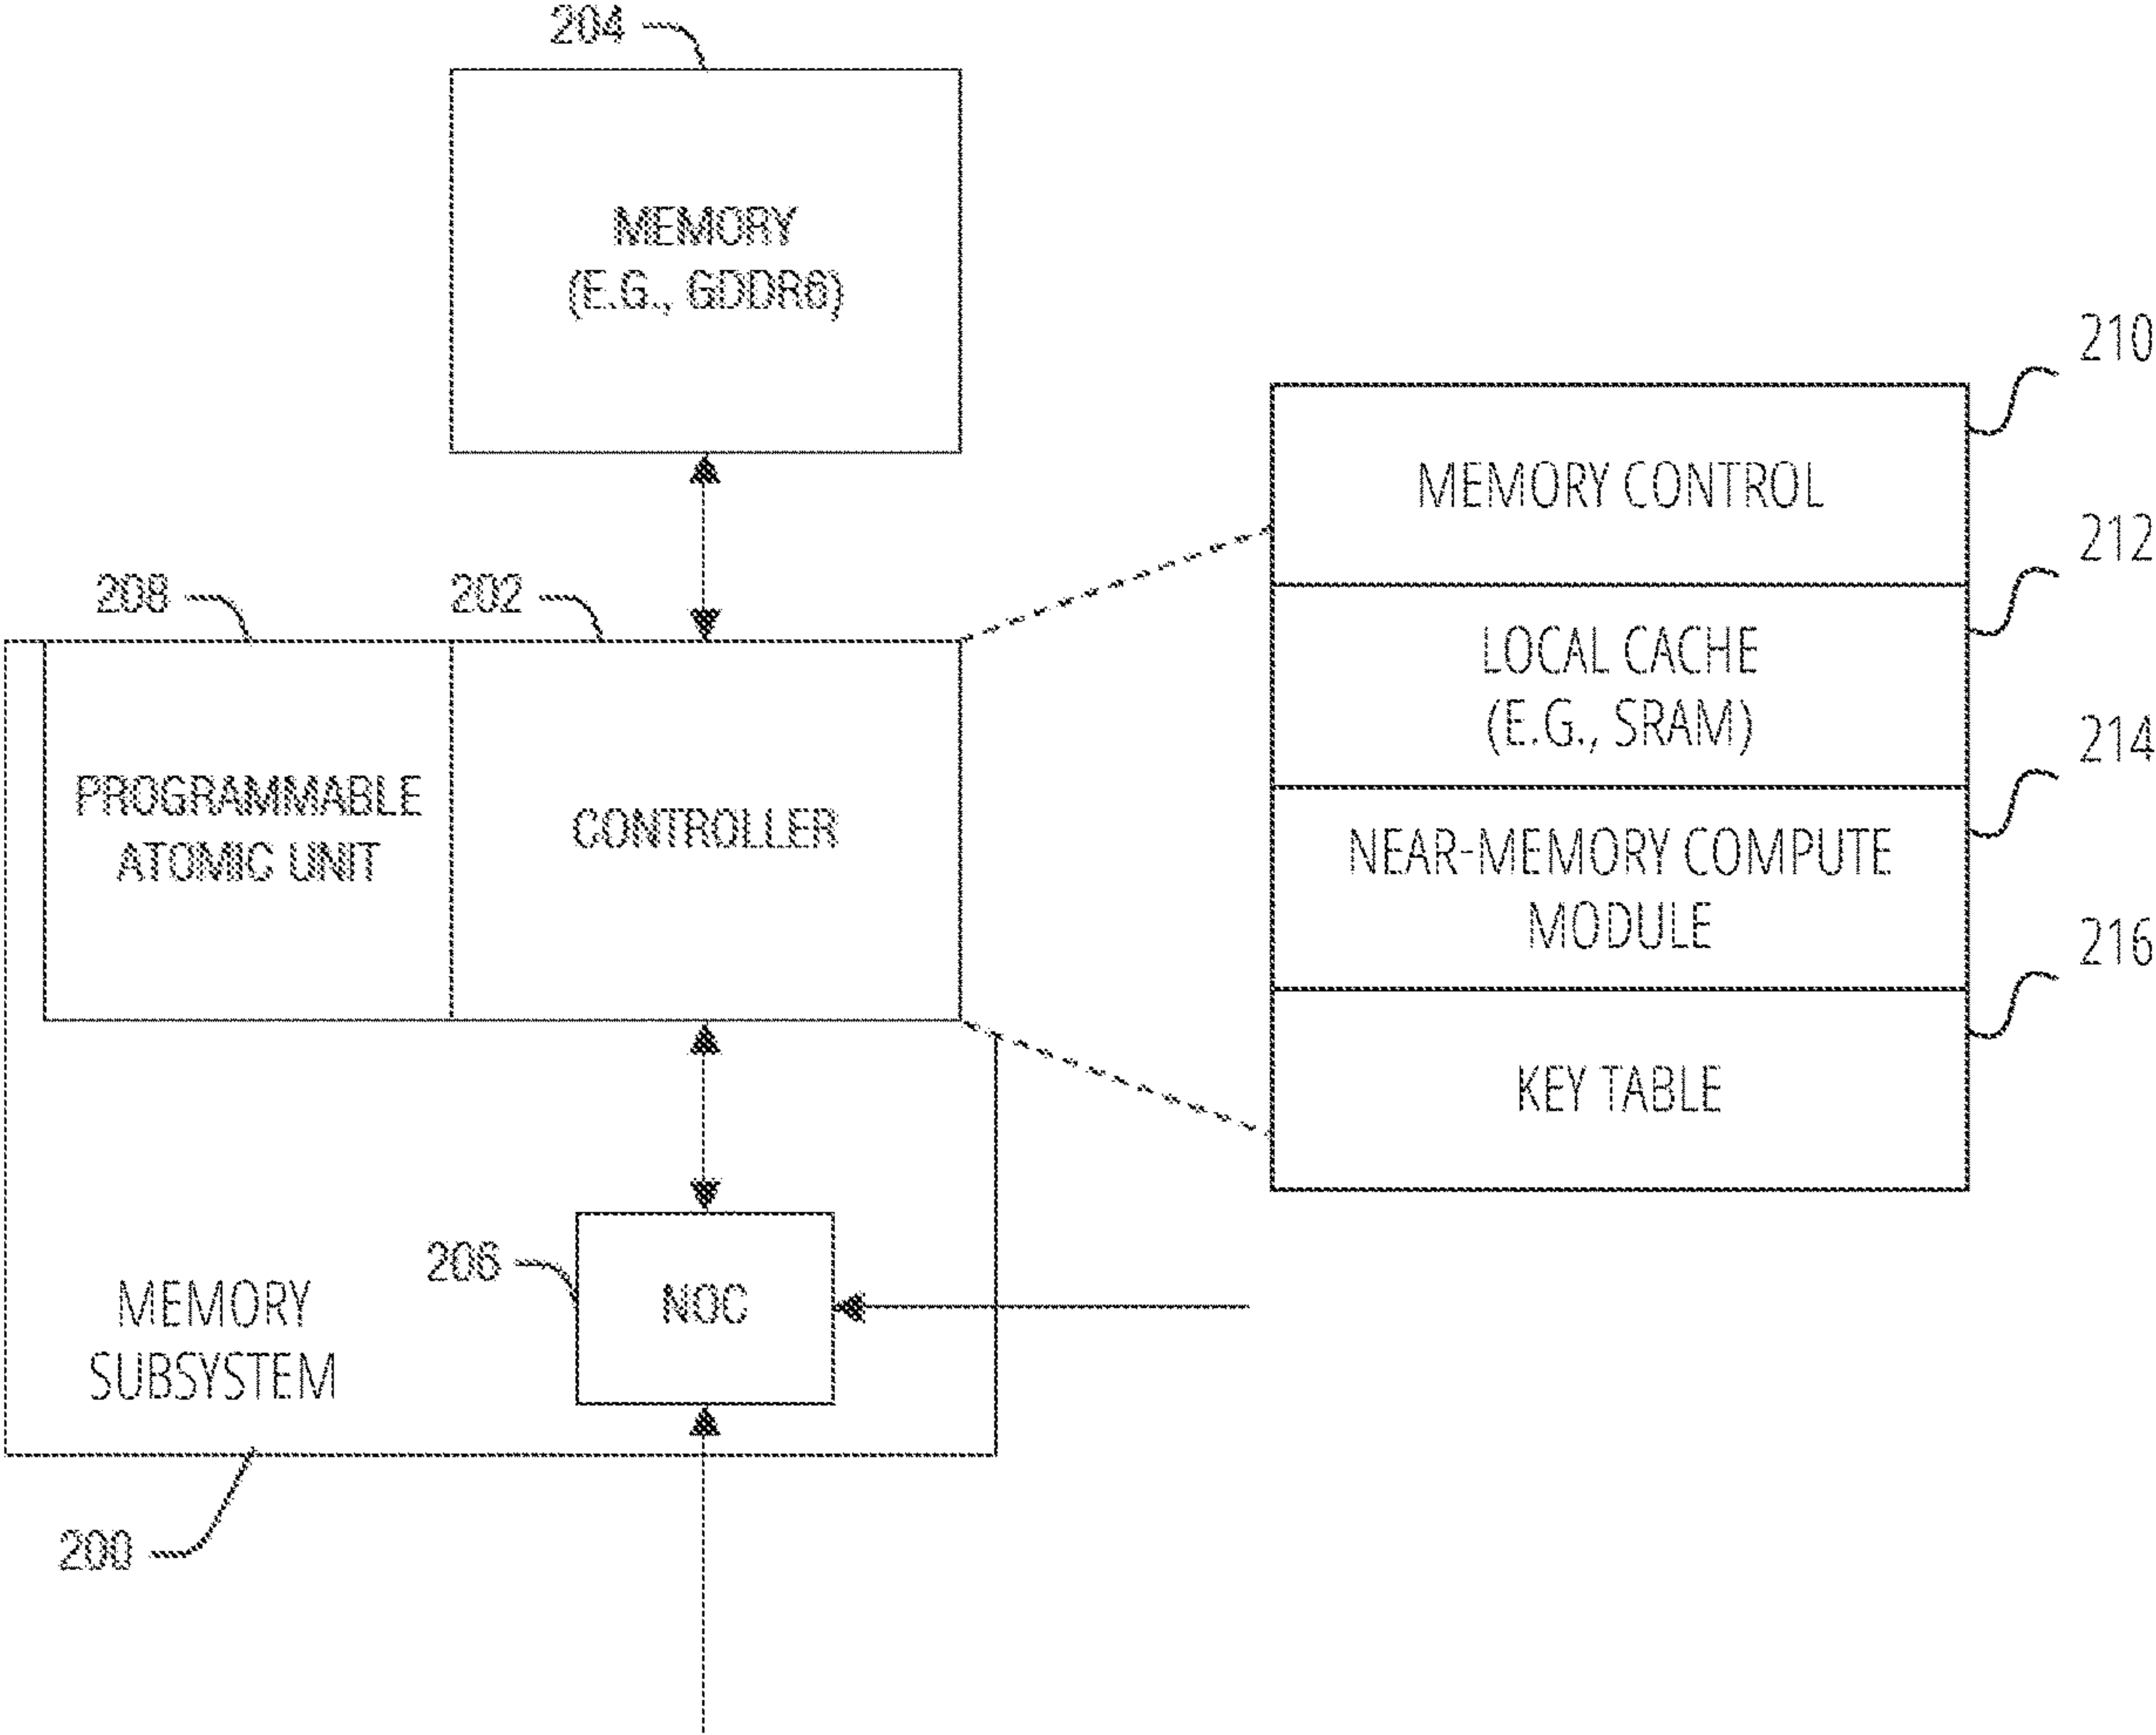 204
MEMORY
(E.G., GDDR6)
210
MEMORY CONTROL
212
LOCAL CACHE
(E.G., SRAM)
214
NEAR-MEMORY COMPUTE
MODULE
216
KEY TABLE
208
202
PROGRAMMABLE
ATOMIC UNIT
CONTROLLER
206
NOC
MEMORY
SUBSYSTEM
200